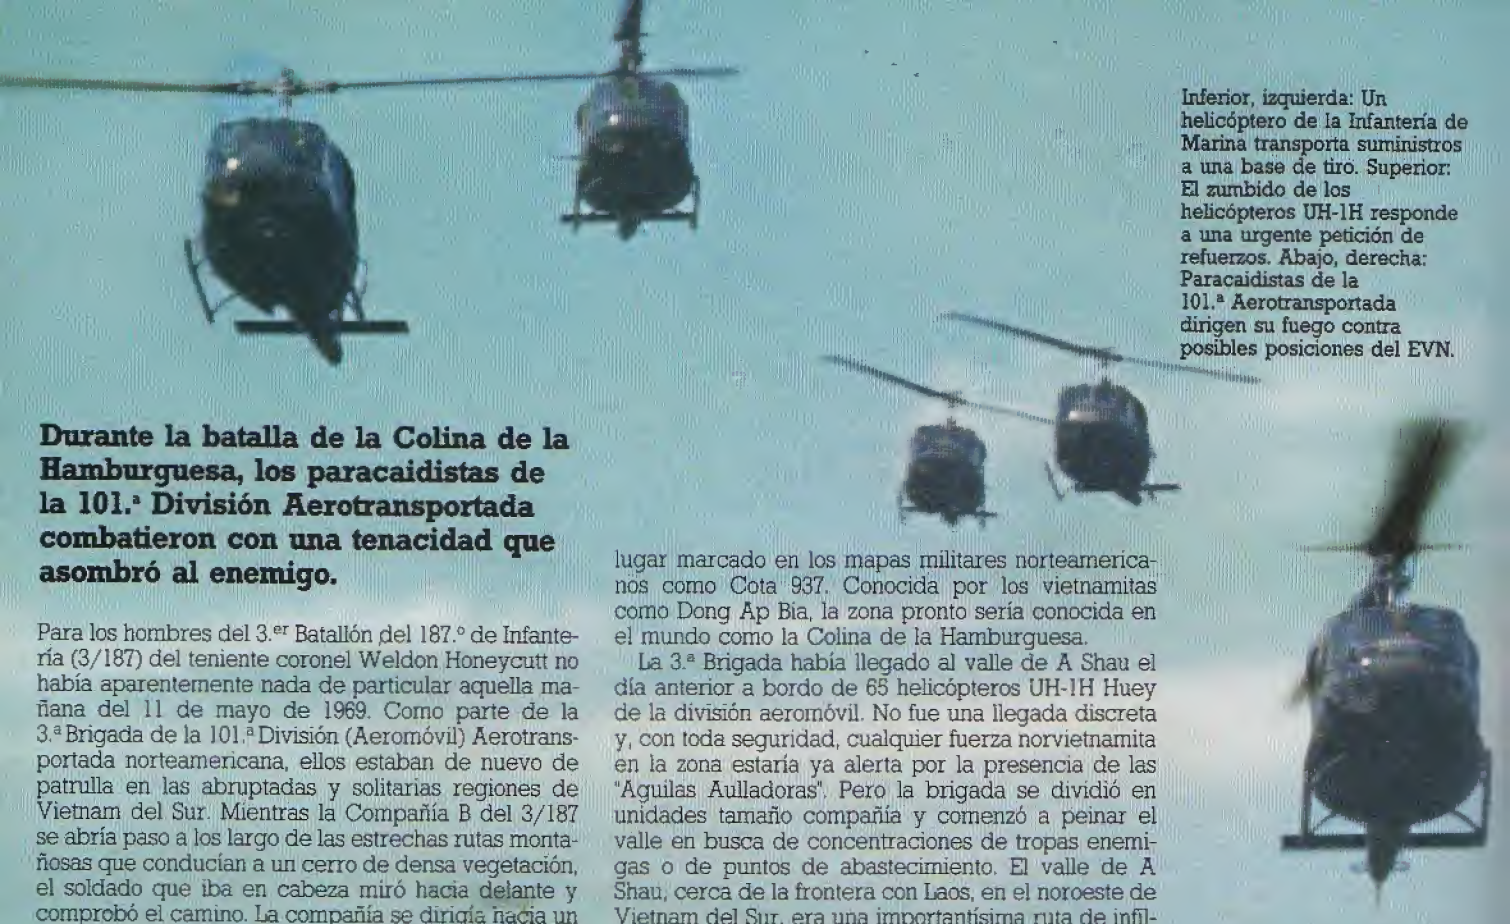 Inferior, izquierda: Un
helicóptero de la Infantería de
Marina transporta suministros
a una base de tiro. Superior:
El zumbido de los
helicópteros UH-1H responde
a una urgente petición de
refuerzos. Abajo, derecha:
Paracaidistas de la
101.ª Aerotransportada
dirigen su fuego contra
posibles posiciones del EVN.
Durante la batalla de la Colina de la
Hamburguesa, los paracaidistas de
la 101.ª División Aerotransportada
combatieron con una tenacidad que
asombró al enemigo.
Para los hombres del 3.er Batallón del 187.º de Infante-
ría (3/187) del teniente coronel Weldon Honeycutt no
había aparentemente nada de particular aquella ma-
ñana del 11 de mayo de 1969. Como parte de la
3.ª Brigada de la 101.ª División (Aeromóvil) Aerotrans-
portada norteamericana, ellos estaban de nuevo de
patrulla en las abruptadas y solitarias regiones de
Vietnam del Sur. Mientras la Compañía B del 3/187
se abría paso a los largo de las estrechas rutas monta-
ñosas que conducían a un cerro de densa vegetación,
el soldado que iba en cabeza miró hacia delante y
comprobó el camino. La compañía se dirigía hacia un
lugar marcado en los mapas militares norteamerica-
nos como Cota 937. Conocida por los vietnamitas
como Dong Ap Bia, la zona pronto sería conocida en
el mundo como la Colina de la Hamburguesa.
La 3.ª Brigada había llegado al valle de A Shau el
día anterior a bordo de 65 helicópteros UH-1H Huey
de la división aeromóvil. No fue una llegada discreta
y, con toda seguridad, cualquier fuerza norvietnamita
en la zona estaría ya alerta por la presencia de las
"Aguilas Aulladoras". Pero la brigada se dividió en
unidades tamaño compañía y comenzó a peinar el
valle en busca de concentraciones de tropas enemi-
gas o de puntos de abastecimiento. El valle de A
Shau, cerca de la frontera con Laos, en el noroeste de
Vietnam del Sur, era una importantísima ruta de infil-